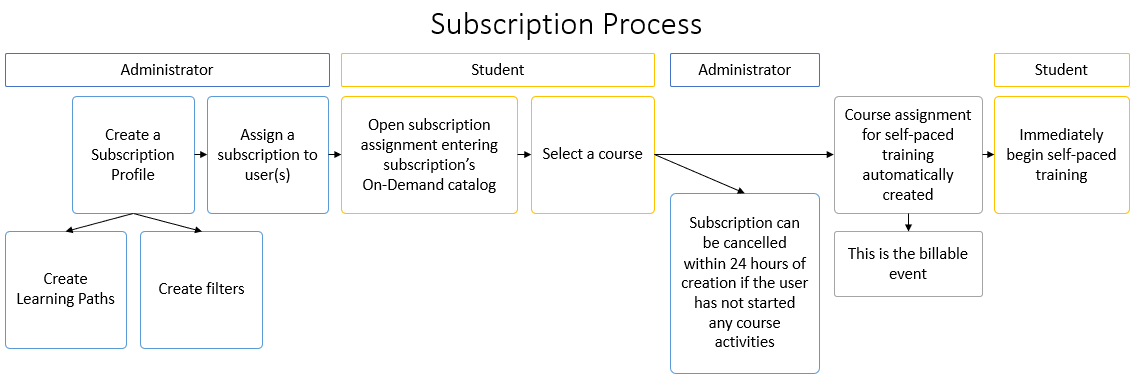 Subscription Process
Administrator
Student
Administrator
Student
Create a
Subscription
Profile
Assign a
subscription to
user(s)
Open subscription
assignment entering
subscription's
On-Demand catalog
Select a course
Course assignment
for self-paced
training
automatically
created
Immediately
begin self-paced
training
Create
Learning Paths
Create filters
Subscription can
be cancelled
within 24 hours of
creation if the user
has not started
any course
activities
This is the billable
event